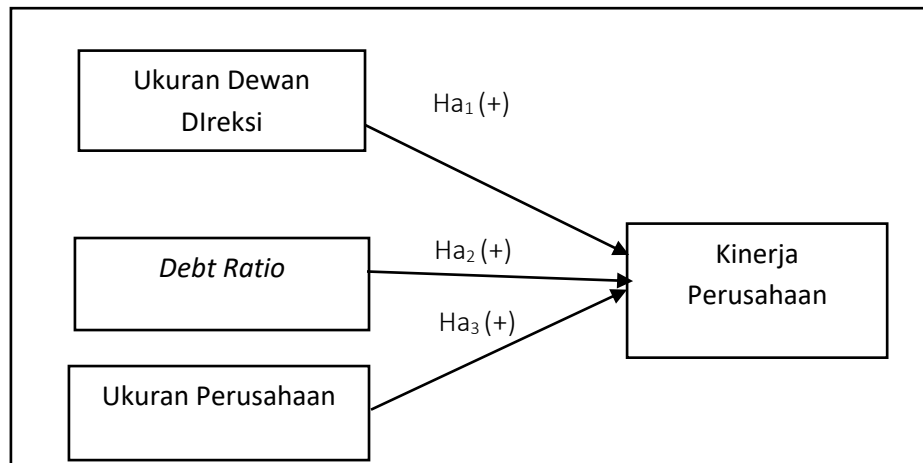 Ukuran Dewan
DIreksi
Ha₁ (+)
Debt Ratio
Ha₂ (+)
Kinerja
Perusahaan
Ha₃ (+)
Ukuran Perusahaan